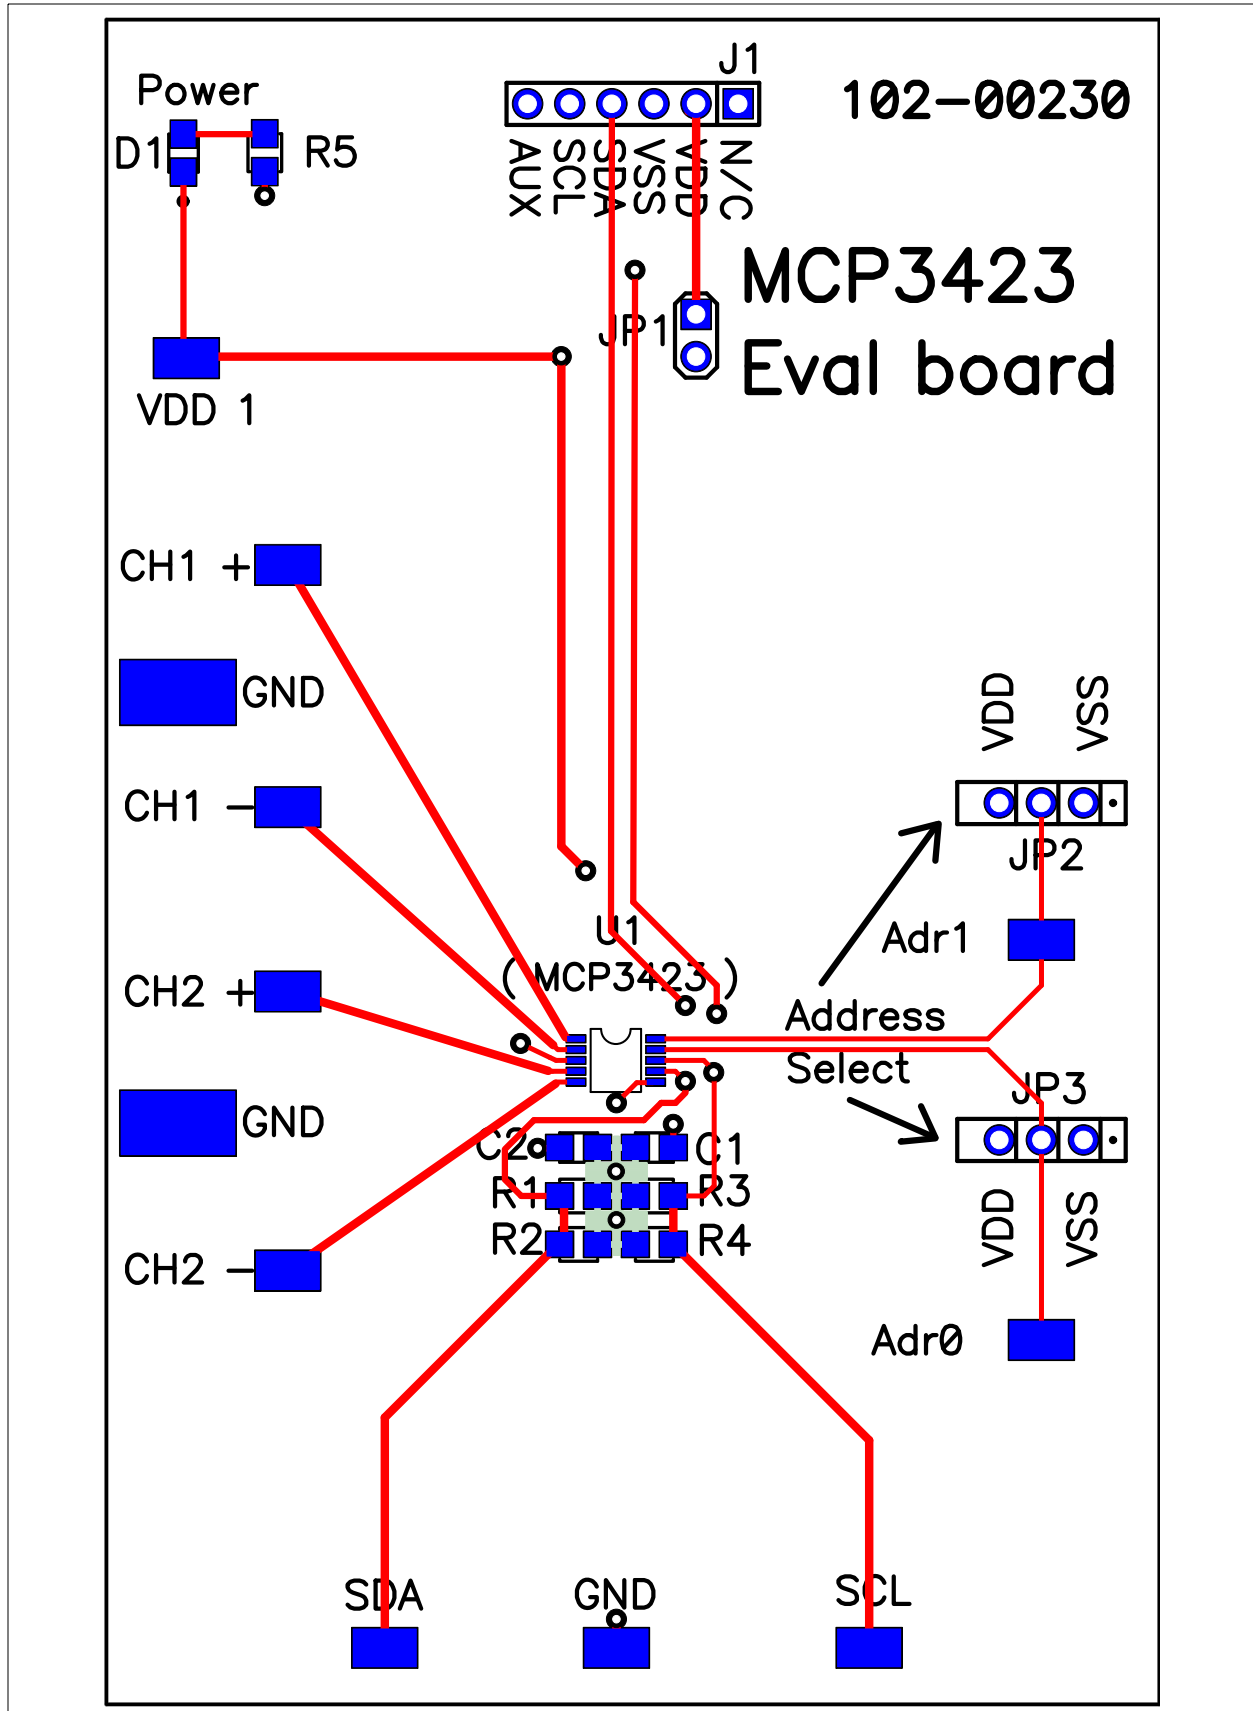 J1
Power
102-00230
D1
R5
AUX
SCL
SDA
VSS
VDD
N/C
MCP3423
JP1
Eval board
VDD 1
CH1 +
GND
VDD
VSS
CH1 -
JP2
U1
Adr1
( MCP3423 )
CH2 +
Address
Select
JP3
GND
C2
C1
R1
R3
R2
R4
VDD
VSS
CH2 -
Adr0
SDA
GND
SCL